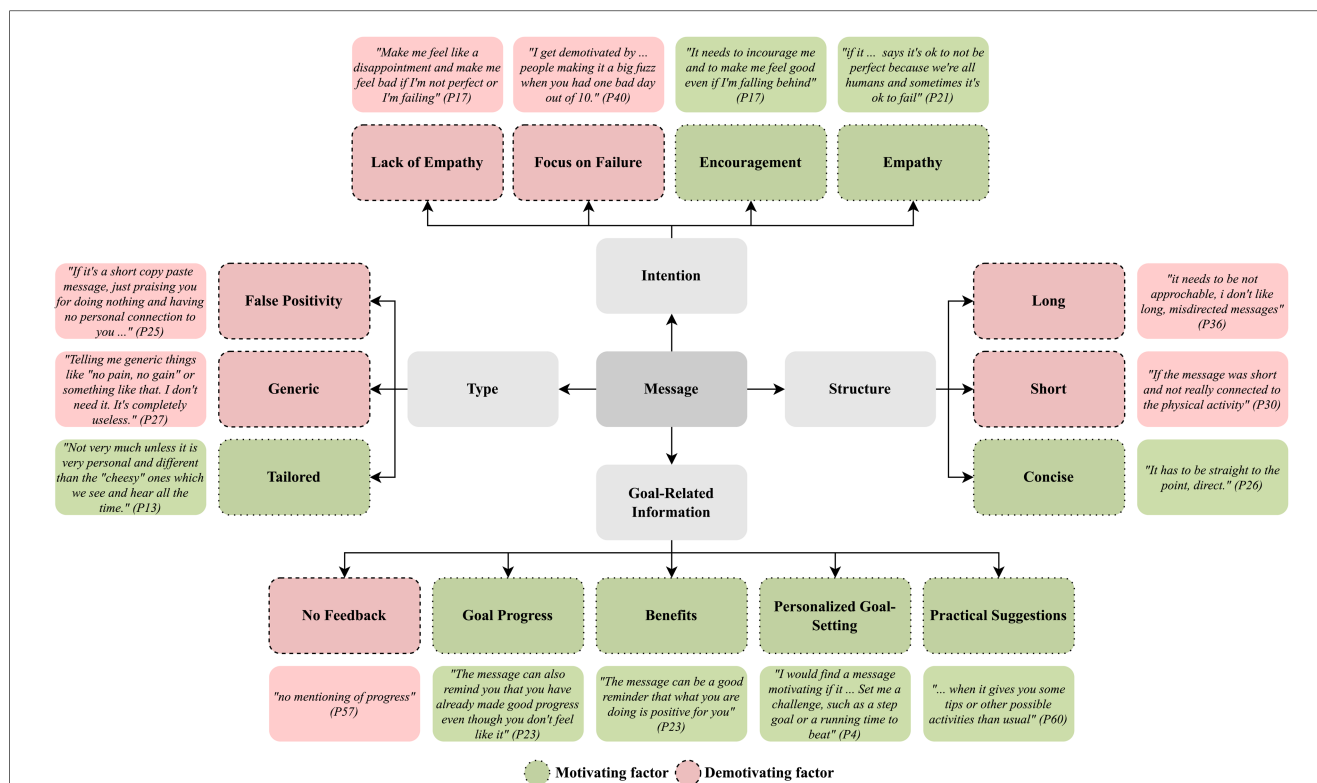 "Make me feel like a
disappointment and make me
feel bad if I'm not perfect or
I'm failing" (P17)
"I get demotivated by ...
people making it a big fuzz
when you had one bad day
out of 10." (P40)
"It needs to incourage me
and to make me feel good
even if I'm falling behind"
(P17)
"if it ... says it's ok to not be
perfect because we're all
humans and sometimes it's
ok to fail" (P21)
Lack of Empathy
Focus on Failure
Encouragement
Empathy
Intention
"If it's a short copy paste
message, just praising you
for doing nothing and having
no personal connection to
you ..." (P25)
False Positivity
Long
"it needs to be not
approchable, i don't like
long, misdirected messages"
(P36)
"Telling me generic things
like "no pain, no gain" or
something like that. I don't
need it. It's completely
useless." (P27)
Generic
Type
Message
Structure
Short
"If the message was short
and not really connected to
the physical activity" (P30)
"Not very much unless it is
very personal and different
than the "cheesy" ones which
we see and hear all the
time." (P13)
Tailored
Goal-Related
Information
Concise
"It has to be straight to the
point, direct." (P26)
No Feedback
Goal Progress
Benefits
Personalized Goal-
Setting
Practical Suggestions
"no mentioning of progress"
(P57)
"The message can also
remind you that you have
already made good progress
even though you don't feel
like it" (P23)
"The message can be a good
reminder that what you are
doing is positive for you"
(P23)
"I would find a message
motivating if it ... Set me a
challenge, such as a step
goal or a running time to
beat" (P4)
"... when it gives you some
tips or other possible
activities than usual" (P60)
Motivating factor
Demotivating factor